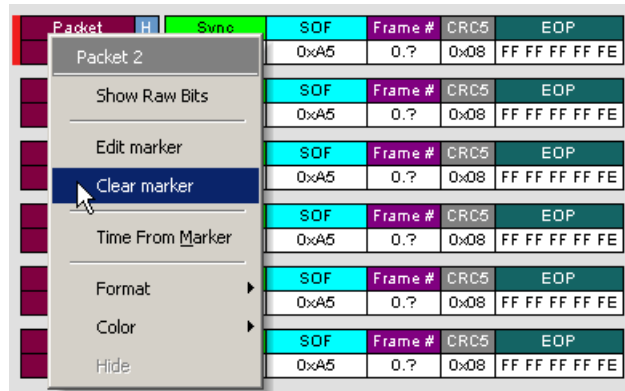 Packet H Sync SOF Frame # CRC5 EOP
0xA5 0.? 0x08 FF FF FF FF FE
Packet 2
SOF Frame # CRC5 EOP
Show Raw Bits
0xA5 0.? 0x08 FF FF FF FF FE
Edit marker
SOF Frame # CRC5 EOP
0xA5 0.? 0x08 FF FF FF FF FE
Clear marker
SOF Frame # CRC5 EOP
Time From Marker
0xA5 0.? 0x08 FF FF FF FF FE
SOF Frame # CRC5 EOP
Format
0xA5 0.? 0x08 FF FF FF FF FE
Color
SOF Frame # CRC5 EOP
Hide
0xA5 0.? 0x08 FF FF FF FF FE